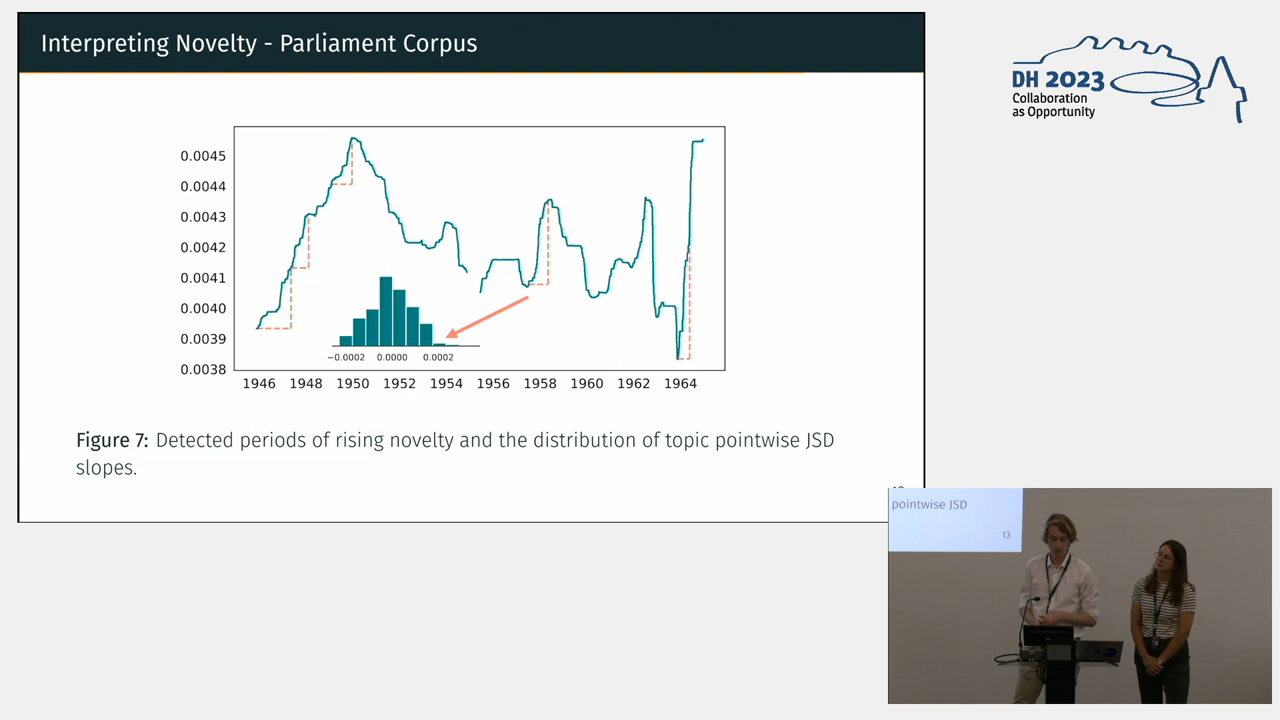 Interpreting Novelty - Parliament Corpus
DH 2023
Collaboration
as Opportunity
0.0045
0.0044
0.0043
0.0042
0.0041
0.0040
0.0039
0.0038
−0.0002 0.0000 0.0002
1946 1948 1950 1952 1954 1956 1958 1960 1962 1964
Figure 7: Detected periods of rising novelty and the distribution of topic pointwise JSD
slopes.
pointwise JSD
13